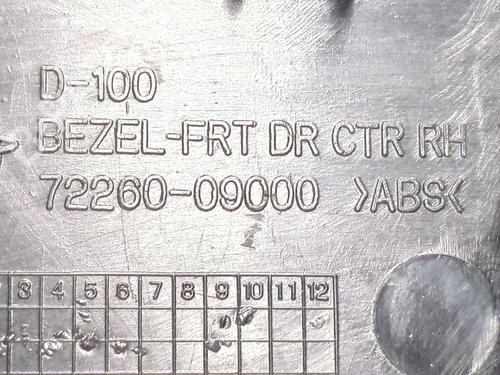 D-100
BEZEL-FRT DR CTR RH
72260-09000 >ABS<
1
3 4 5 6 7 8 9 10 11 12